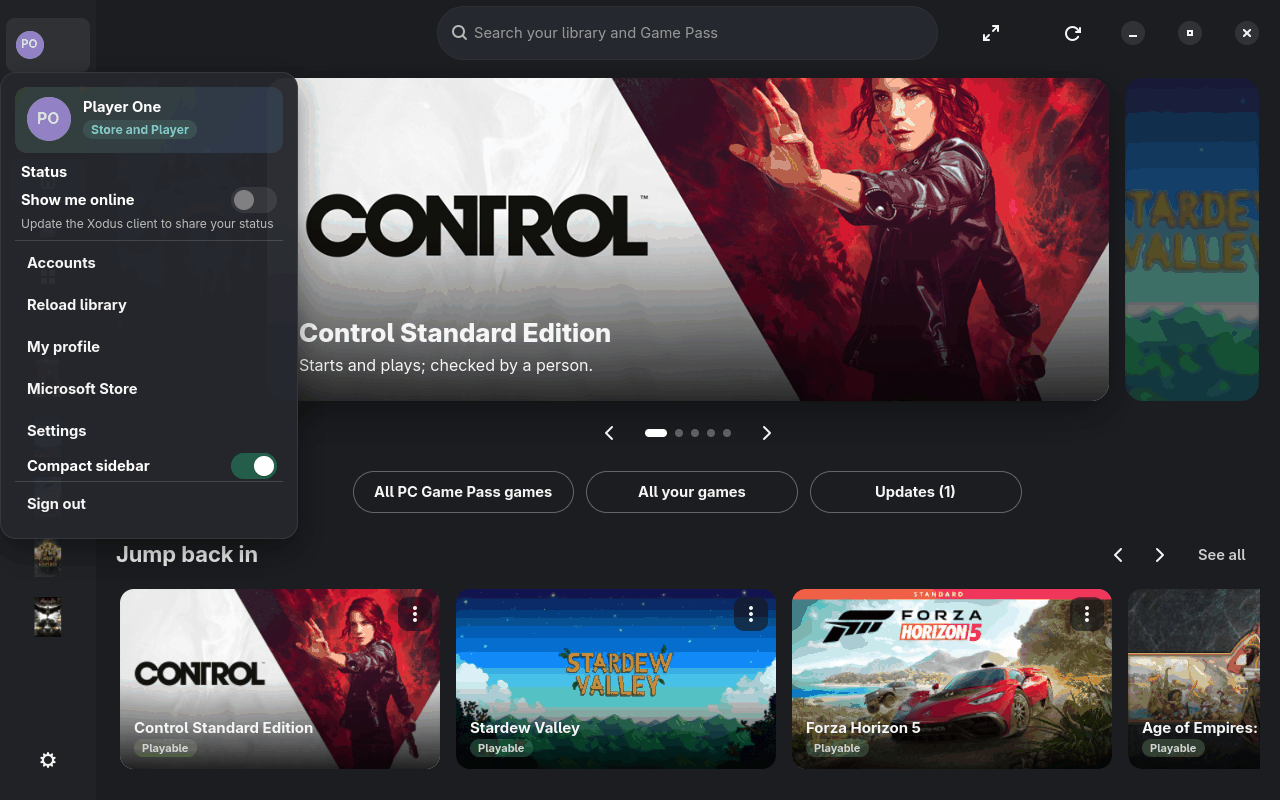 PO
Search your library and Game Pass
PO
Player One
Store and Player
Status
Show me online
Update the Xodus client to share your status
Accounts
Reload library
My profile
Microsoft Store
Settings
Compact sidebar
Sign out
CONTROL™
Control Standard Edition
Starts and plays; checked by a person.
STARDEW
VALLEY
All PC Game Pass games
All your games
Updates (1)
Jump back in
See all
CONTROL
Control Standard Edition
Playable
STARDEW
VALLEY
Stardew Valley
Playable
STANDARD
FORZA
HORIZON 5
Forza Horizon 5
Playable
Age of Empires:
Playable